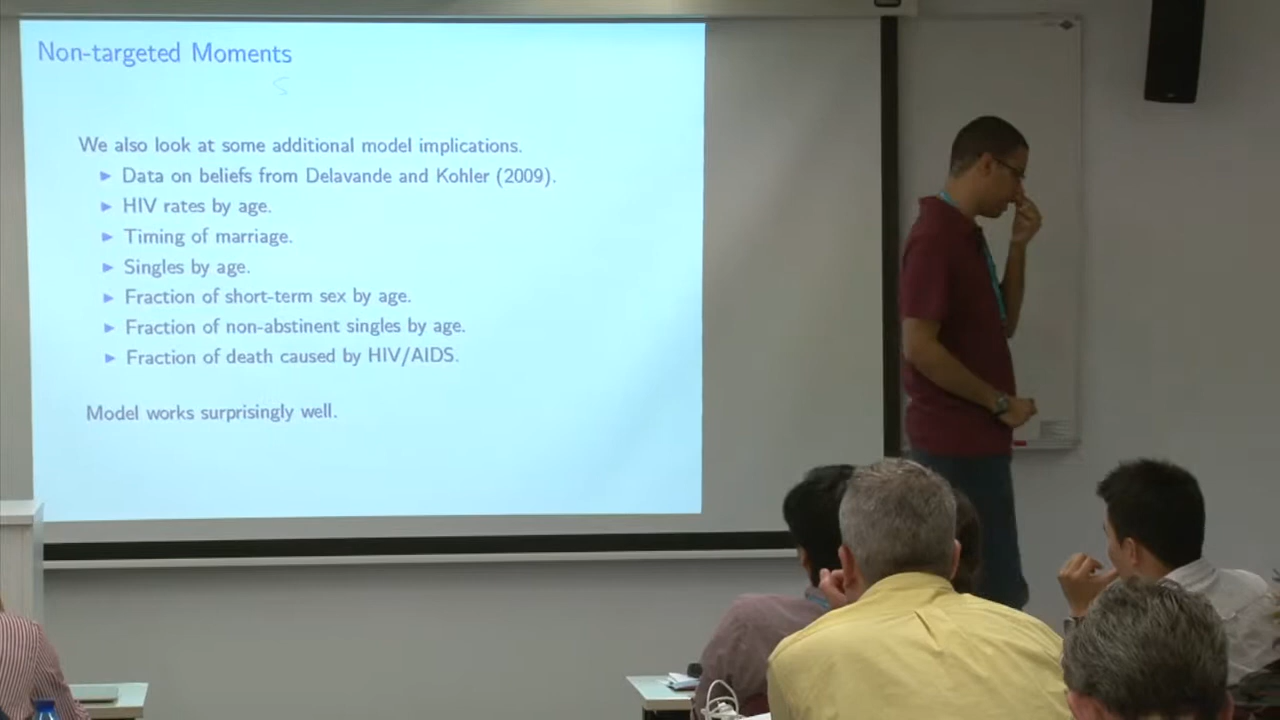 Non-targeted Moments
We also look at some additional model implications.
Data on beliefs from Delavande and Kohler (2009).
HIV rates by age.
Timing of marriage.
Singles by age.
Fraction of short-term sex by age.
Fraction of non-abstinent singles by age.
Fraction of death caused by HIV/AIDS.
Model works surprisingly well.